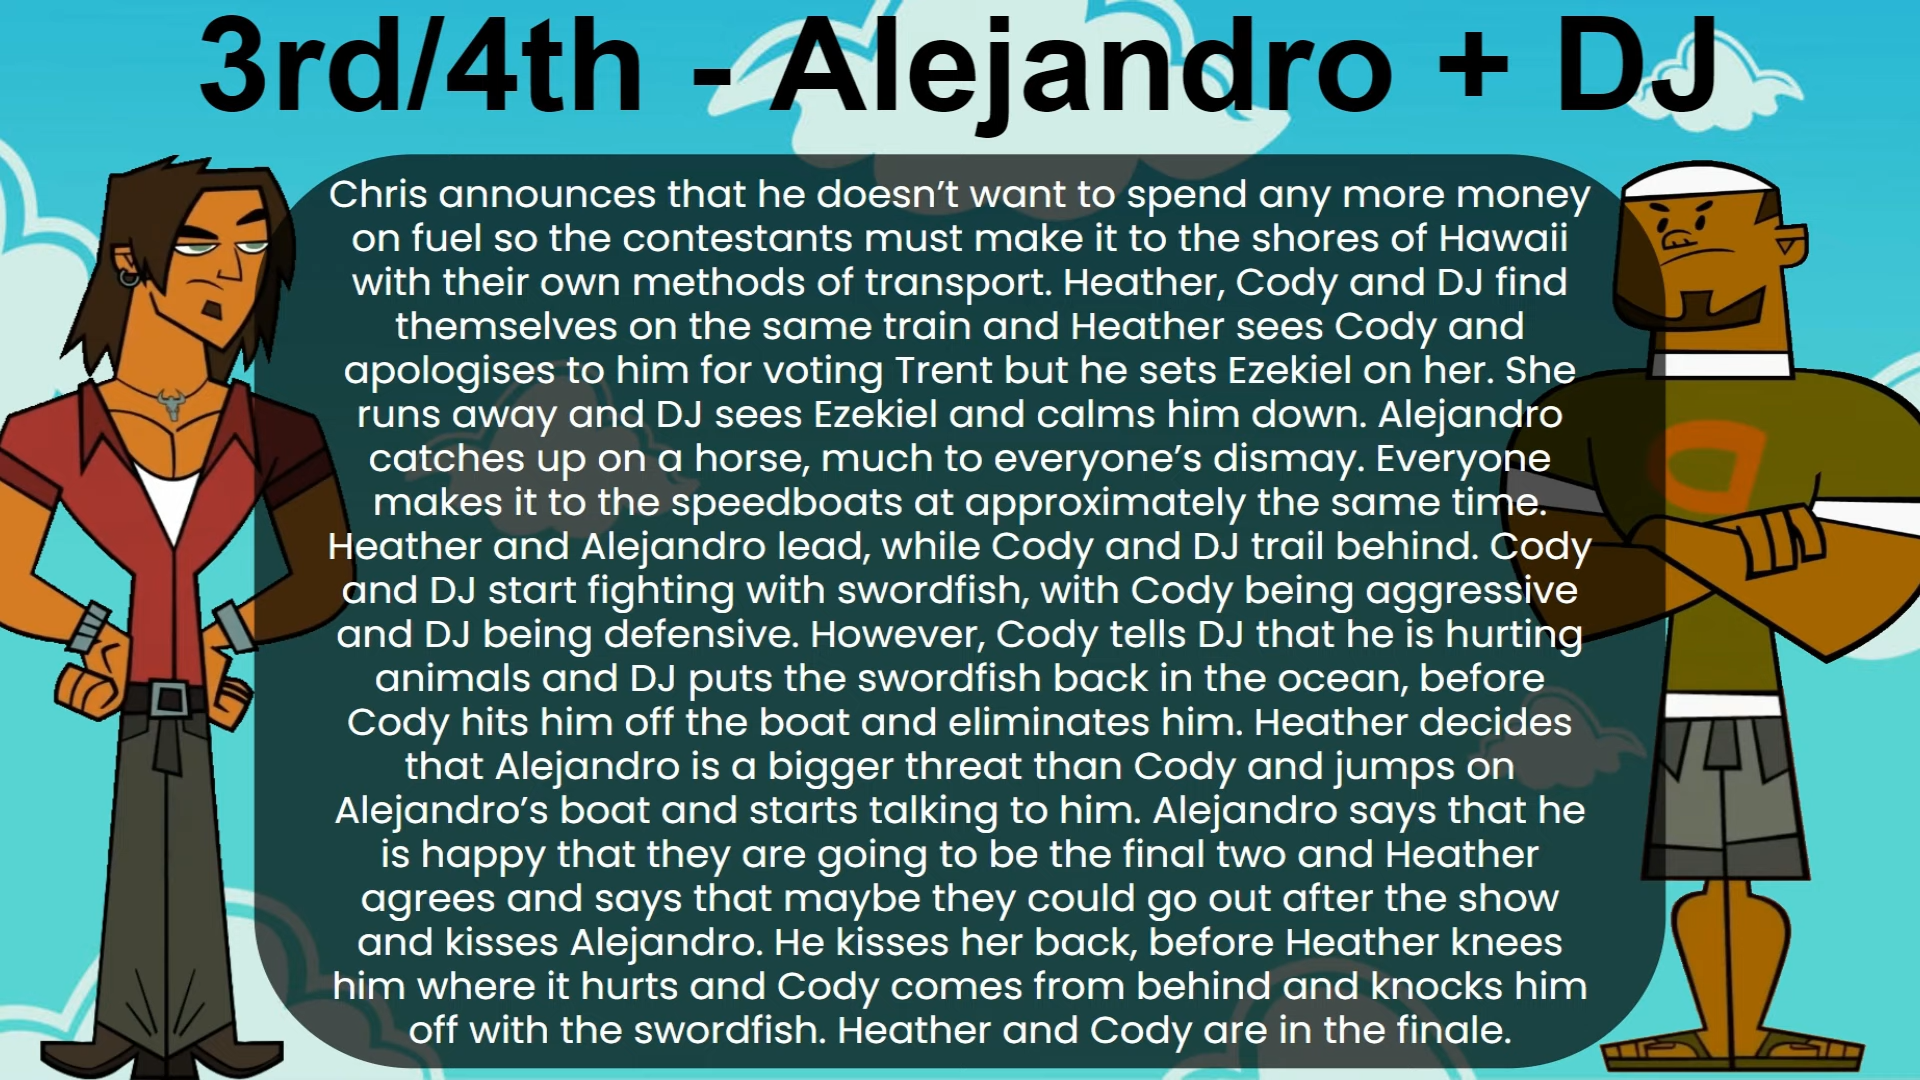 3rd/4th - Alejandro + DJ
Chris announces that he doesn’t want to spend any more money
on fuel so the contestants must make it to the shores of Hawaii
with their own methods of transport. Heather, Cody and DJ find
themselves on the same train and Heather sees Cody and
apologises to him for voting Trent but he sets Ezekiel on her. She
runs away and DJ sees Ezekiel and calms him down. Alejandro
catches up on a horse, much to everyone’s dismay. Everyone
makes it to the speedboats at approximately the same time.
Heather and Alejandro lead, while Cody and DJ trail behind. Cody
and DJ start fighting with swordfish, with Cody being aggressive
and DJ being defensive. However, Cody tells DJ that he is hurting
animals and DJ puts the swordfish back in the ocean, before
Cody hits him off the boat and eliminates him. Heather decides
that Alejandro is a bigger threat than Cody and jumps on
Alejandro’s boat and starts talking to him. Alejandro says that he
is happy that they are going to be the final two and Heather
agrees and says that maybe they could go out after the show
and kisses Alejandro. He kisses her back, before Heather knees
him where it hurts and Cody comes from behind and knocks him
off with the swordfish. Heather and Cody are in the finale.